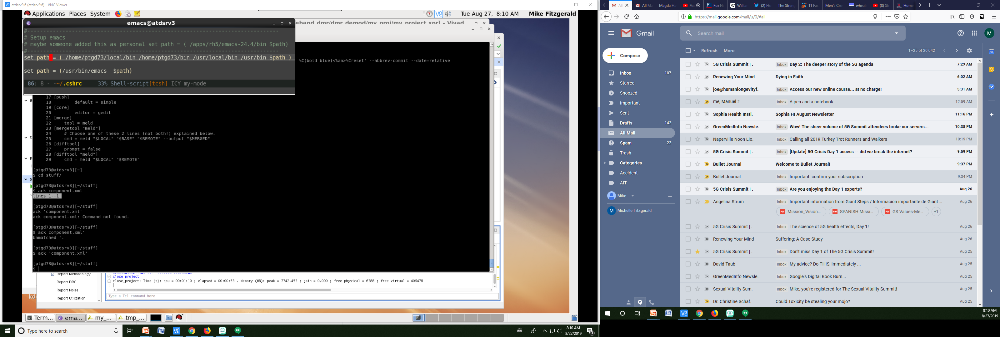 atdsrv3:6 (atdsrv3:6) - VNC Viewer
Applications Places System
Tue Aug 27, 8:10 AM Mike Fitzgerald
emacs@atdsrv3
eband_dmr/dmr_demod/my_proj/my_project.xpr] - Vivad
#
# Setup emacs
# maybe someone added this as personal set path = ( /apps/rh5/emacs-24.4/bin $path)
#
set path = ( /home/ptgd73/local/bin /home/ptgd73/bin /usr/local/bin /usr/bin $path )
set path = (/usr/bin/emacs  $path)
86: 8 - -~/.cshrc 33% Shell-script[tcsh] ICY my-mode
%C(bold blue)<%an>%Creset' --abbrev-commit --date=relative
17 [push]
18 default = simple
19 [core]
20 editor = gedit
21 [merge]
22 tool = meld
23 [mergetool "meld"]
24 # Choose one of these 2 lines (not both!) explained below.
25 cmd = meld "$LOCAL" "$BASE" "$REMOTE" --output "$MERGED"
26 [difftool]
27 prompt = false
28 [difftool "meld"]
29 cmd = meld "$LOCAL" "$REMOTE"
[ptgd73@atdsrv3][~]
$ cd stuff/
[ptgd73@atdsrv3][~/stuff]
$ ack component.xml
lines 1--1
[ptgd73@atdsrv3][~/stuff]
ack 'component.xml'
ack component.xml: Command not found.
[ptgd73@atdsrv3][~/stuff]
$ ack component.xml'
Unmatched '.
[ptgd73@atdsrv3][~/stuff]
$ ack 'component.xml'
[ptgd73@atdsrv3][~/stuff]
$
Report Methodology
Report DRC
Report Noise
Report Utilization
close_project
close_project: Time (s): cpu = 00:01:10 ; elapsed = 00:00:53 . Memory (MB): peak = 7742.453 ; gain = 0.000 ; free physical = 6388 ; free virtual = 406478
Type a Tcl command here
Term... ema... my_... tmp_...
Type here to search
8:10 AM
8/27/2019
3
Magda Ha
Fox N
Willia
(2) Ho
The Streng
11 Fac
Men's Cro
wheat
(8) Str
Home
https://mail.google.com/mail/u/0/#all
Gmail
Search mail
M
Compose
Refresh More
1–25 of 20,042
Inbox 107
Starred
Snoozed
Important
Sent
Drafts 142
All Mail
Spam 22
Trash
Categories
Accident
AIT
Mike
M Michelle Fitzgerald
31
5G Crisis Summit | . Inbox Day 2: The deeper story of the 5G agenda 7:29 AM
Renewing Your Mind Dying in Faith 6:02 AM
joe@humanlongevityf. Inbox Access our new online course... at no charge! 5:31 AM
me, Manuel 2 Inbox A pen and a notebook 12:59 AM
Sophia Health Insti. Sophia HI August Newsletter 11:16 PM
GreenMedInfo Newsle. Inbox Wow! The sheer volume of 5G Summit attendees broke our servers... 10:38 PM
Naperville Noon Lio. Inbox Calling all 2019 Turkey Trot Runners and Walkers 10:19 PM
5G Crisis Summit | . Inbox [Update] 5G Crisis Day 1 access -- did we break the internet? 9:59 PM
Bullet Journal Welcome to Bullet Journal! 9:37 PM
Bullet Journal Inbox Important: confirm your subscription 9:34 PM
5G Crisis Summit | . Inbox Are you enjoying the Day 1 experts? Aug 26
Angelina Strum Inbox Important information from Giant Steps / Información importante de Giant ... Aug 26
PDF Mission_Vision... PDF SPANISH Missi... PDF GS Values-Me... +1
5G Crisis Summit | . Inbox The science of 5G health effects, Day 1! Aug 26
Renewing Your Mind Suffering: A Case Study Aug 26
5G Crisis Summit | . Inbox Don't miss Day 1 of The 5G Crisis Summit! Aug 25
David Taub Inbox My advice? Do THIS, immediately ... Aug 25
GreenMedInfo Newsle. Inbox Google's Digital Book Burn... Aug 25
Sexual Vitality Sum. Inbox Mike, you're registered for The Sexual Vitality Summit! Aug 25
Dr. Christine Schaf. Could Toxicity be stealing your mojo? Aug 25
8:10 AM
8/27/2019